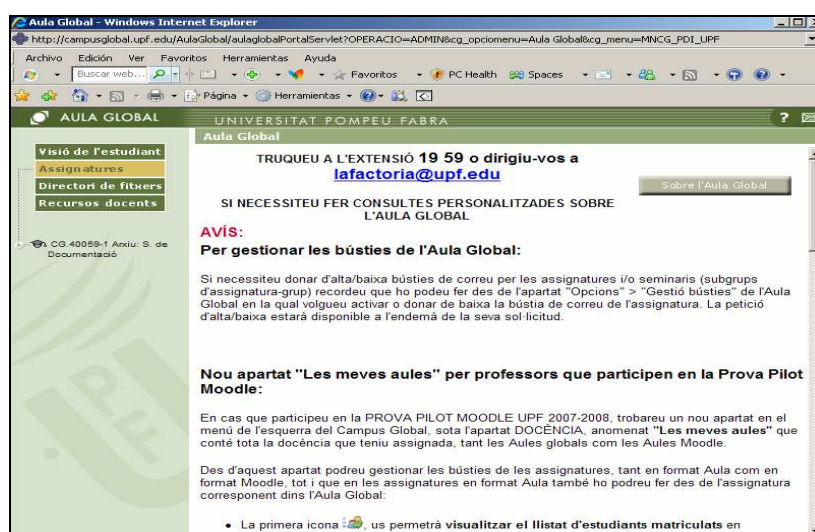 Aula Global - Windows Internet Explorer
http://campusglobal.upf.edu/AulaGlobal/aulaglobalPortalServlet?OPERACIO=ADMIN&cg_opciomenu=Aula Global&cg_menu=MNCG_PDI_UPF
Archivo Edición Ver Favoritos Herramientas Ayuda
Buscar web... Favoritos PC Health Spaces
Página Herramientas
AULA GLOBAL UNIVERSITAT POMPEU FABRA ?
Aula Global
Visió de l'estudiant
Assignatures
Directori de fitxers
Recursos docents
CG.40059-1 Arxiu: S. de
Documentació
TRUQUEU A L'EXTENSIÓ 19 59 o dirigiu-vos a
lafactoria@upf.edu
Sobre l'Aula Global
SI NECESSITEU FER CONSULTES PERSONALITZADES SOBRE
L'AULA GLOBAL
AVÍS:
Per gestionar les bústies de l'Aula Global:
Si necessiteu donar d'alta/baixa bústies de correu per les assignatures i/o seminaris (subgrups
d'assignatura-grup) recordeu que ho podeu fer des de l'apartat "Opcions" > "Gestió bústies" de l'Aula
Global en la qual volgueu activar o donar de baixa la bústia de correu de l'assignatura. La petició
d'alta/baixa estarà disponible a l'endemà de la seva sol·licitud.
Nou apartat "Les meves aules" per professors que participen en la Prova Pilot
Moodle:
En cas que participeu en la PROVA PILOT MOODLE UPF 2007-2008, trobareu un nou apartat en el
menú de l'esquerra del Campus Global, sota l'apartat DOCÈNCIA, anomenat "Les meves aules" que
conté tota la docència que teniu assignada, tant les Aules globals com les Aules Moodle.
Des d'aquest apartat podreu gestionar les bústies de les assignatures, tant en format Aula com en
format Moodle, tot i que en les assignatures en format Aula també ho podreu fer des de l'assignatura
corresponent dins l'Aula Global:
• La primera icona , us permetrà visualitzar el llistat d'estudiants matriculats en